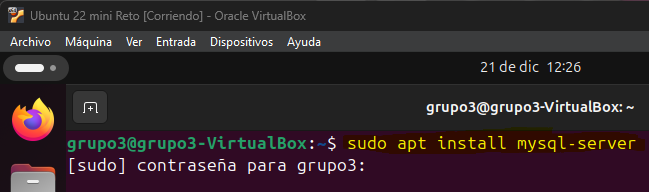 Ubuntu 22 mini Reto [Corriendo] - Oracle VirtualBox
Archivo Máquina Ver Entrada Dispositivos Ayuda
21 de dic 12:26
grupo3@grupo3-VirtualBox: ~
grupo3@grupo3-VirtualBox:~$ sudo apt install mysql-server
[sudo] contraseña para grupo3: